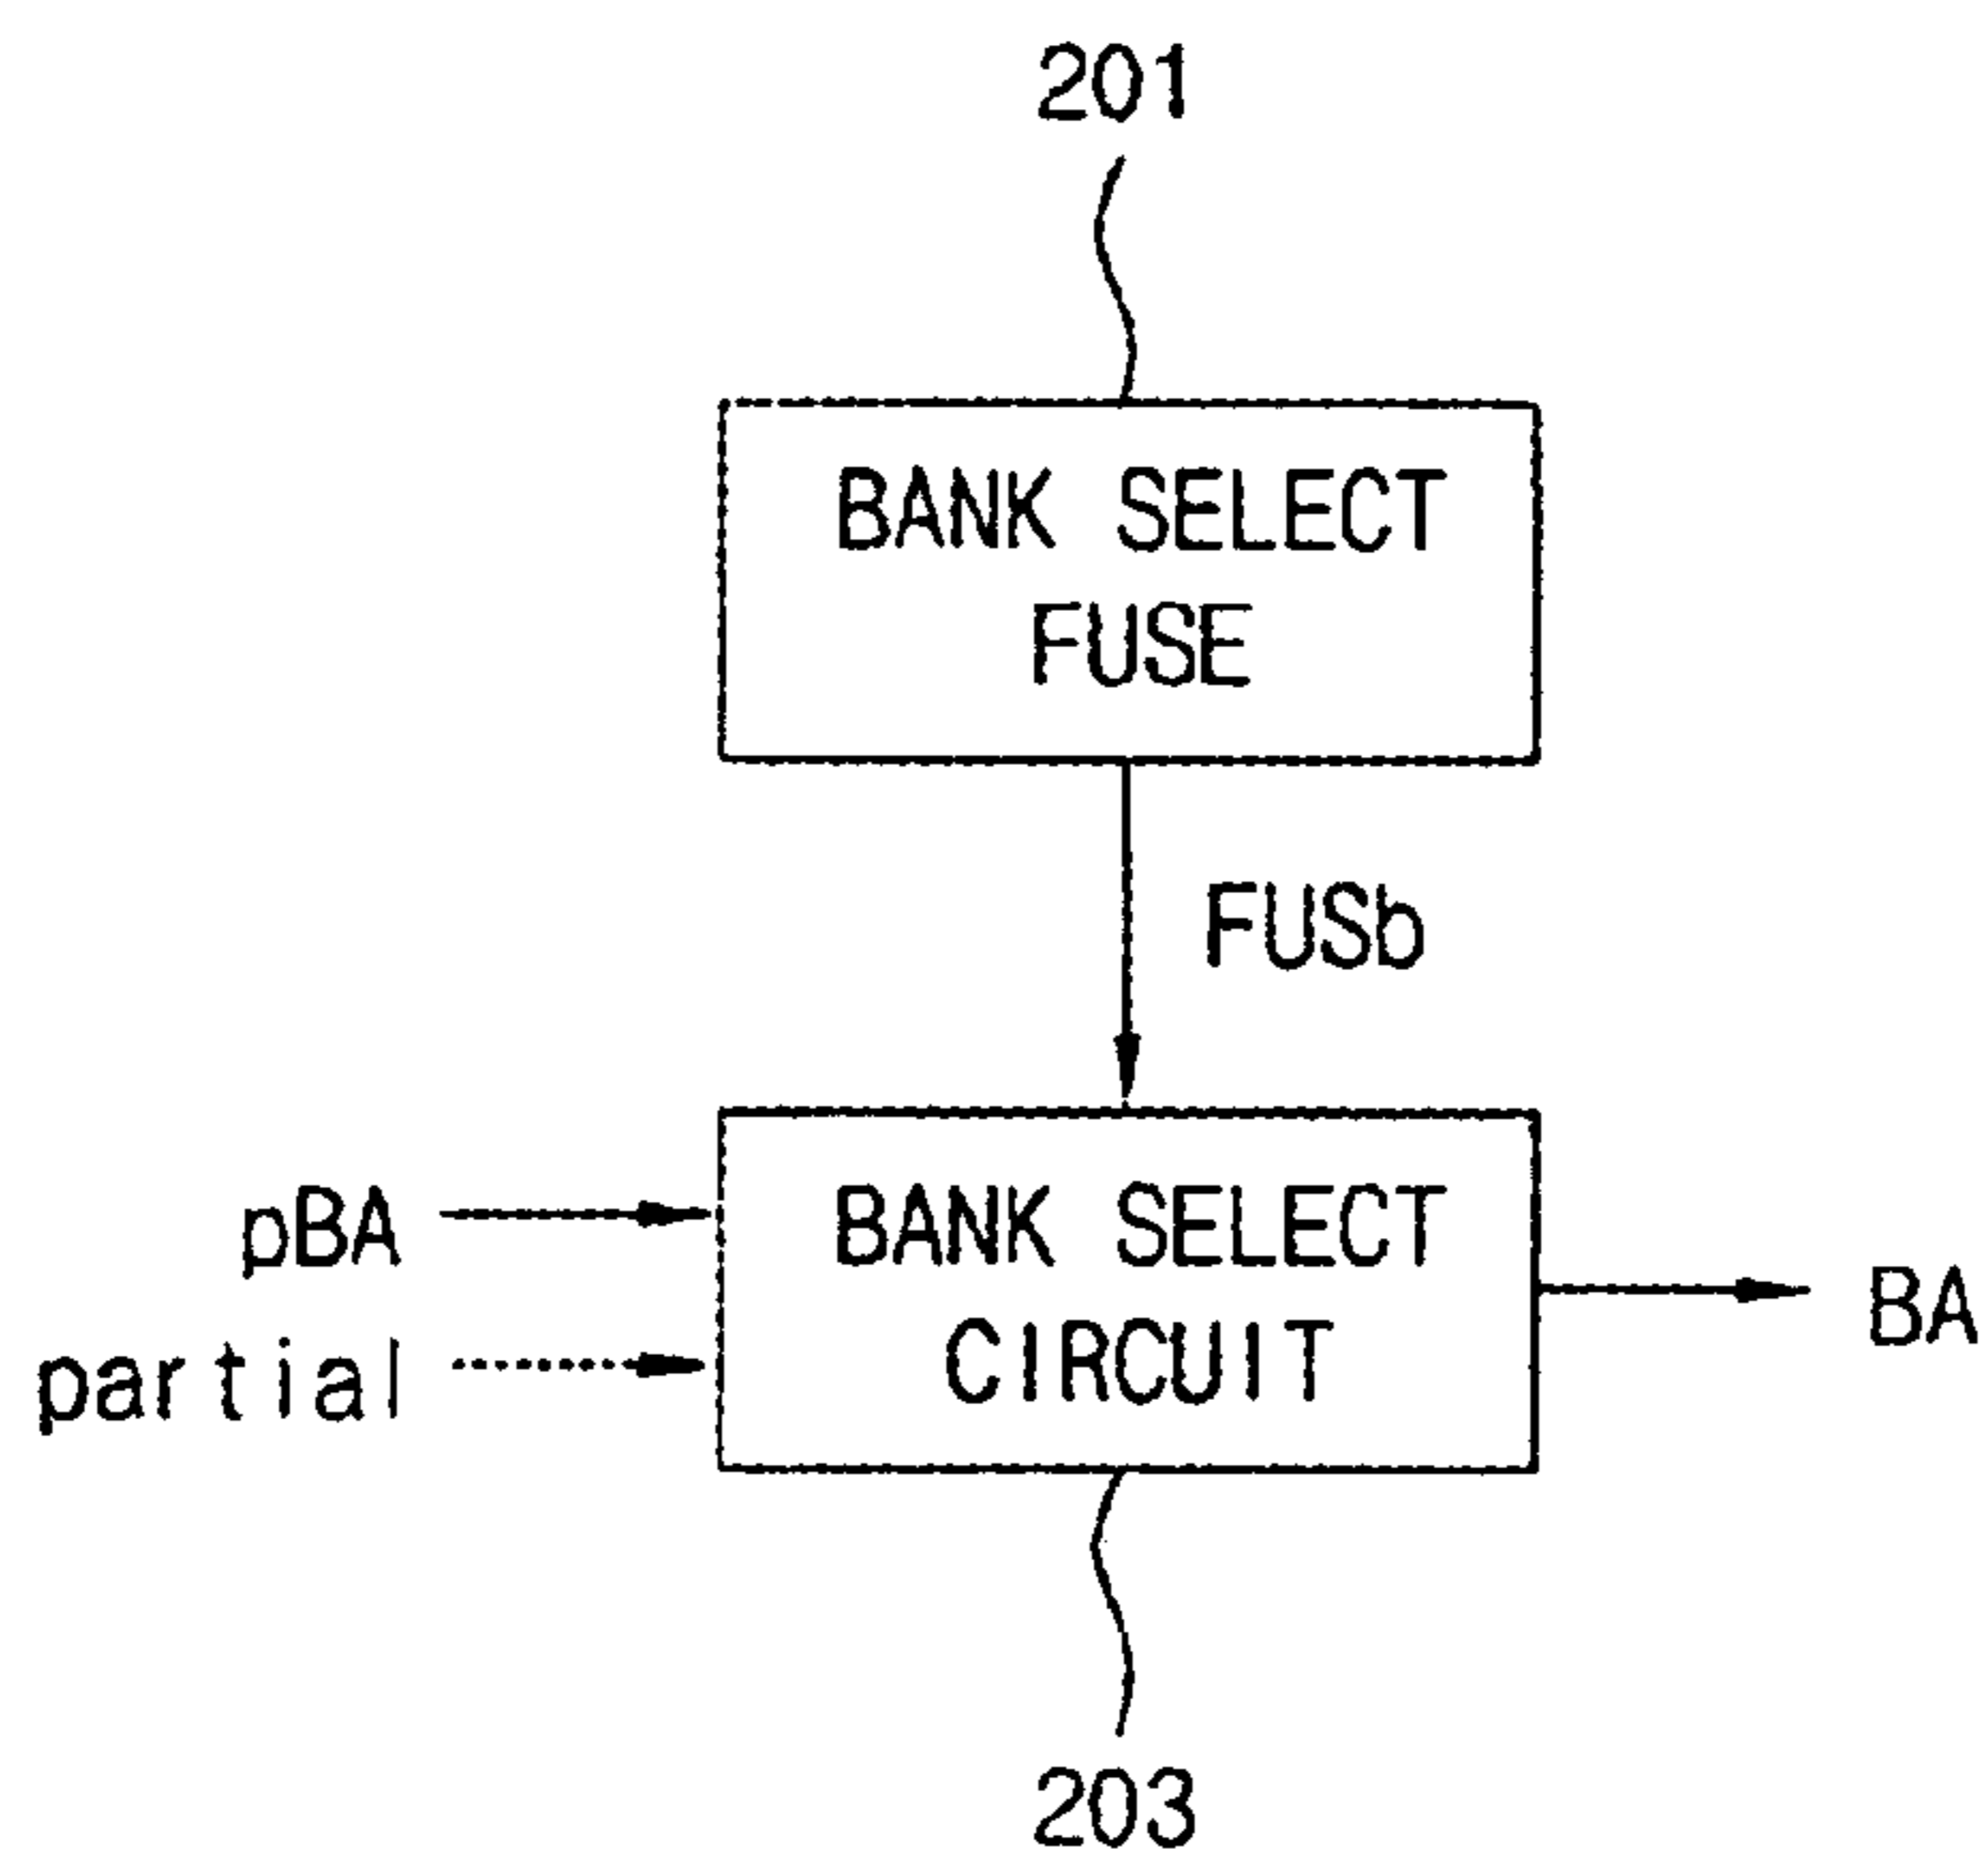 201
BANK SELECT
FUSE
FUSb
pBA
partial
BANK SELECT
CIRCUIT
BA
203